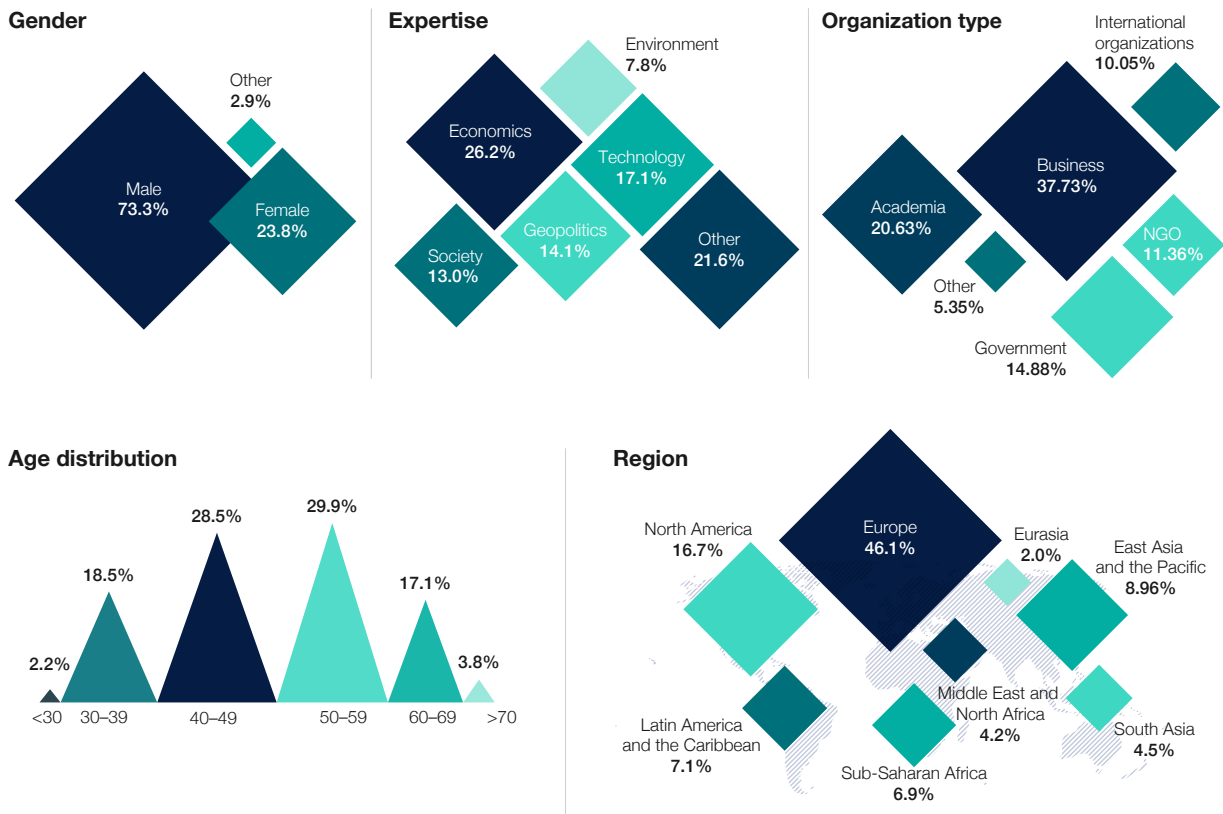 Gender
Other
2.9%
Male
73.3%
Female
23.8%
Expertise
Environment
7.8%
Economics
26.2%
Technology
17.1%
Geopolitics
14.1%
Society
13.0%
Other
21.6%
Organization type
International
organizations
10.05%
Business
37.73%
Academia
20.63%
NGO
11.36%
Other
5.35%
Government
14.88%
Age distribution
2.2%
18.5%
28.5%
29.9%
17.1%
3.8%
<30
30–39
40–49
50–59
60–69
>70
Region
North America
16.7%
Europe
46.1%
Eurasia
2.0%
East Asia
and the Pacific
8.96%
Latin America
and the Caribbean
7.1%
Middle East and
North Africa
4.2%
Sub-Saharan Africa
6.9%
South Asia
4.5%